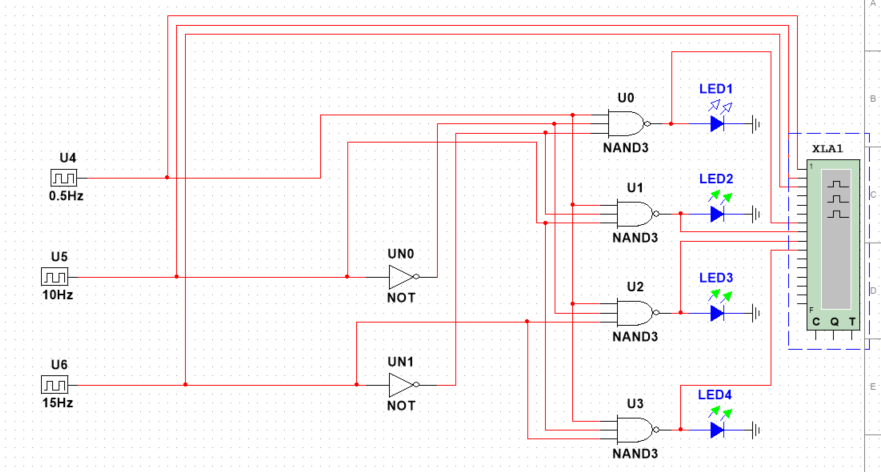 A
U0
LED1
B
NAND3
XLA1
U4
1
0.5Hz
U1
LED2
C
NAND3
U5
UN0
10Hz
NOT
U2
LED3
D
NAND3
F
C Q T
U6
UN1
15Hz
NOT
U3
LED4
E
NAND3